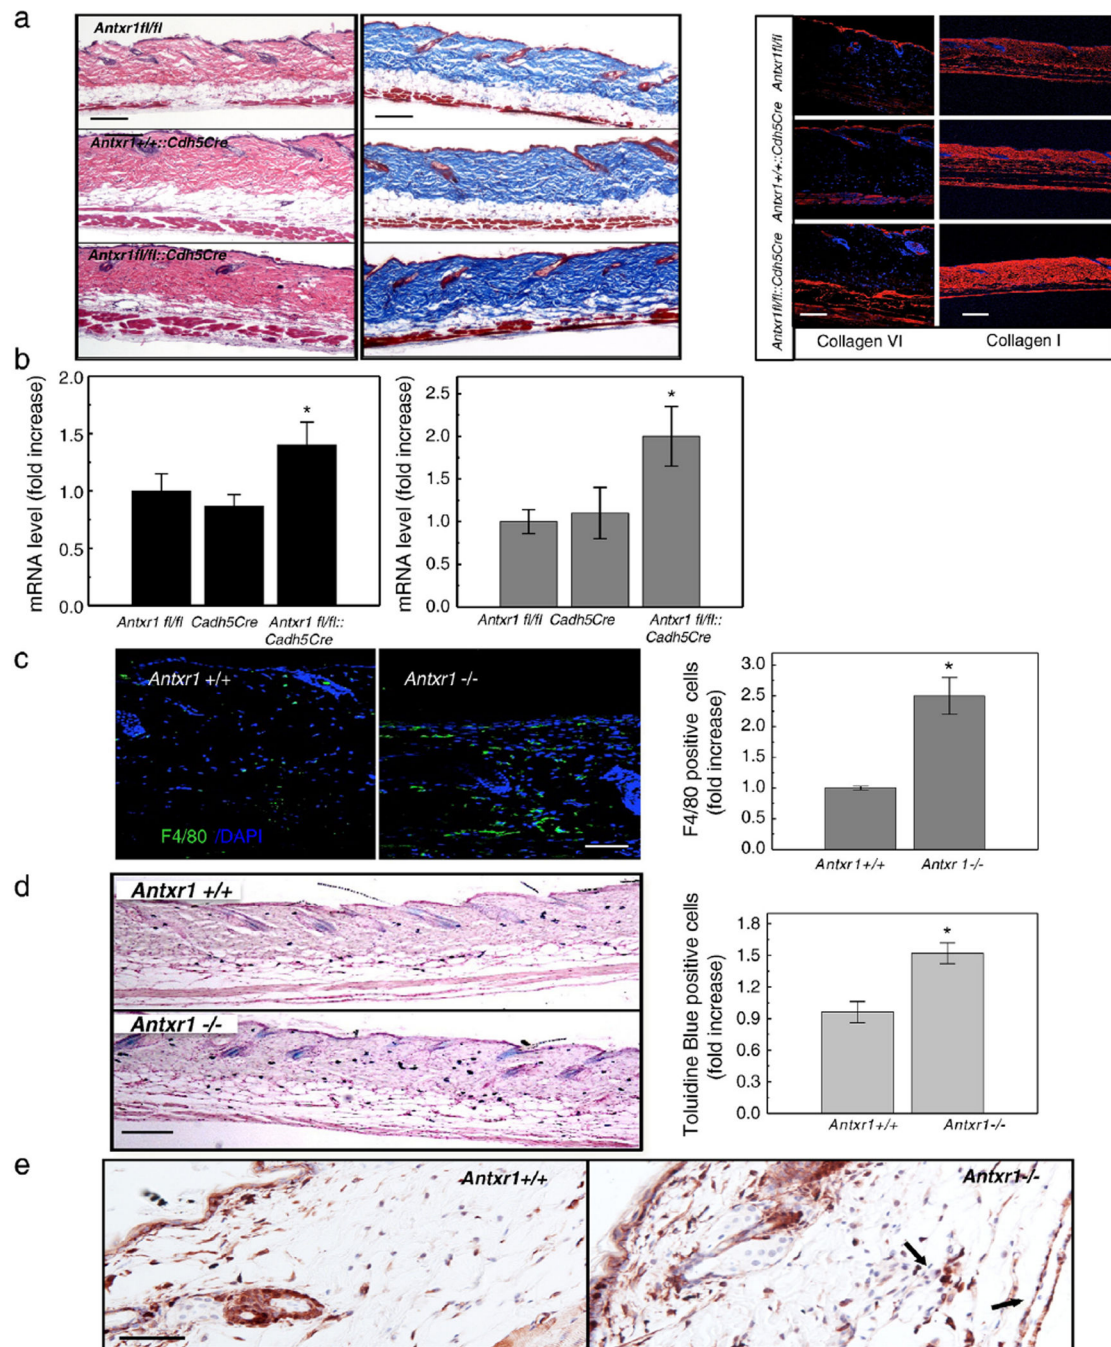 a
Antxr1fl/fl
Antxr1+/+::Cdh5Cre
Antxr1fl/fl::Cdh5Cre
Antxr1fl/fl
Antxr1+/+::Cdh5Cre
Antxr1fl/fl::Cdh5Cre
Collagen VI
Collagen I
b
mRNA level (fold increase)
2.0
1.5
1.0
0.5
0.0
Antxr1 fl/fl
Cadh5Cre
Antxr1 fl/fl::
Cadh5Cre
*
mRNA level (fold increase)
2.5
2.0
1.5
1.0
0.5
0.0
Antxr1 fl/fl
Cadh5Cre
Antxr1 fl/fl::
Cadh5Cre
*
c
Antxr1 +/+
Antxr1 -/-
F4/80 /DAPI
F4/80 positive cells
(fold increase)
3.0
2.5
2.0
1.5
1.0
0.5
0.0
*
Antxr1+/+
Antxr 1-/-
d
Antxr1 +/+
Antxr1 -/-
Toluidine Blue positive cells
(fold increase)
1.8
1.5
1.2
0.9
0.6
0.3
0.0
*
Antxr1+/+
Antxr1-/-
e
Antxr1+/+
Antxr1-/-